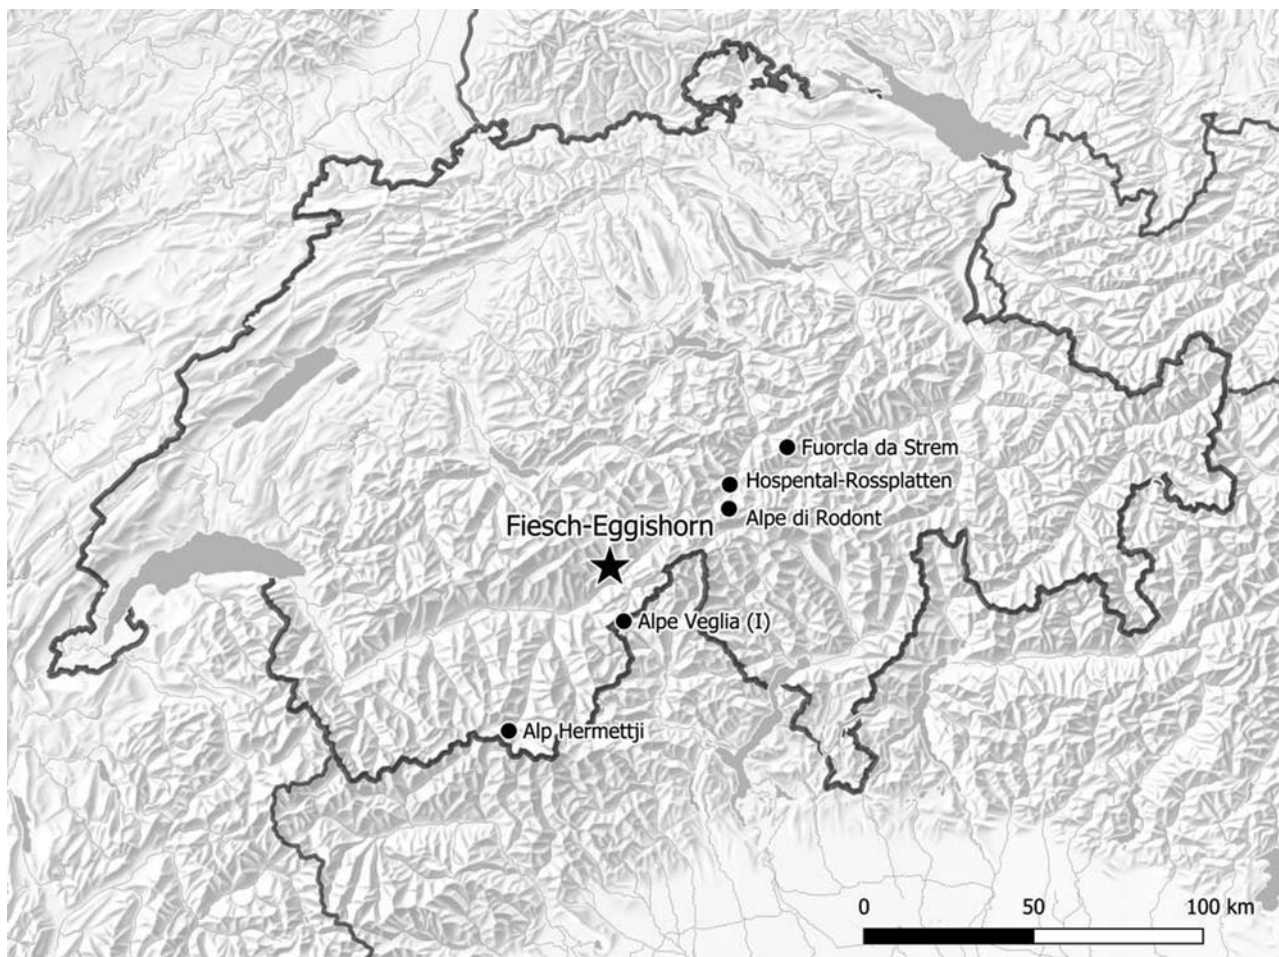 Fuorcla da Strem
Hospental-Rossplatten
Alpe di Rodont
Fiesch-Eggishorn
Alpe Veglia (I)
Alp Hermettji
0 50 100 km